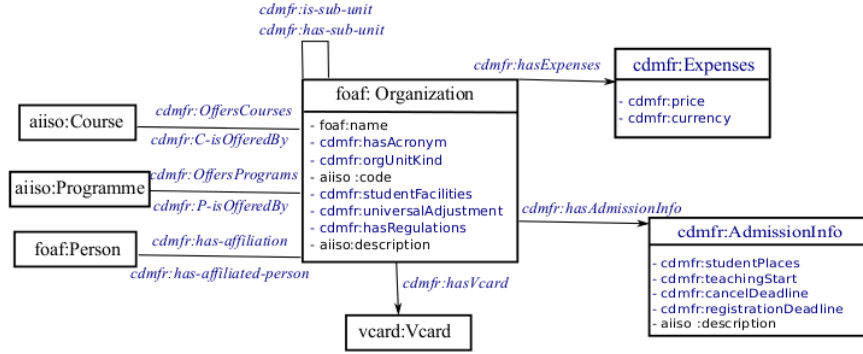 cdmfr:is-sub-unit
cdmfr:has-sub-unit
cdmfr:hasExpenses
cdmfr:Expenses
- cdmfr:price
- cdmfr:currency
foaf: Organization
- foaf:name
- cdmfr:hasAcronym
- cdmfr:orgUnitKind
- aiiso :code
- cdmfr:studentFacilities
- cdmfr:universalAdjustment
- cdmfr:hasRegulations
- aiiso:description
aiiso:Course
cdmfr:OffersCourses
cdmfr:C-isOfferedBy
aiiso:Programme
cdmfr:OffersPrograms
cdmfr:P-isOfferedBy
foaf:Person
cdmfr:has-affiliation
cdmfr:has-affiliated-person
cdmfr:hasAdmissionInfo
cdmfr:AdmissionInfo
- cdmfr:studentPlaces
- cdmfr:teachingStart
- cdmfr:cancelDeadline
- cdmfr:registrationDeadline
- aiiso :description
cdmfr:hasVcard
vcard:Vcard